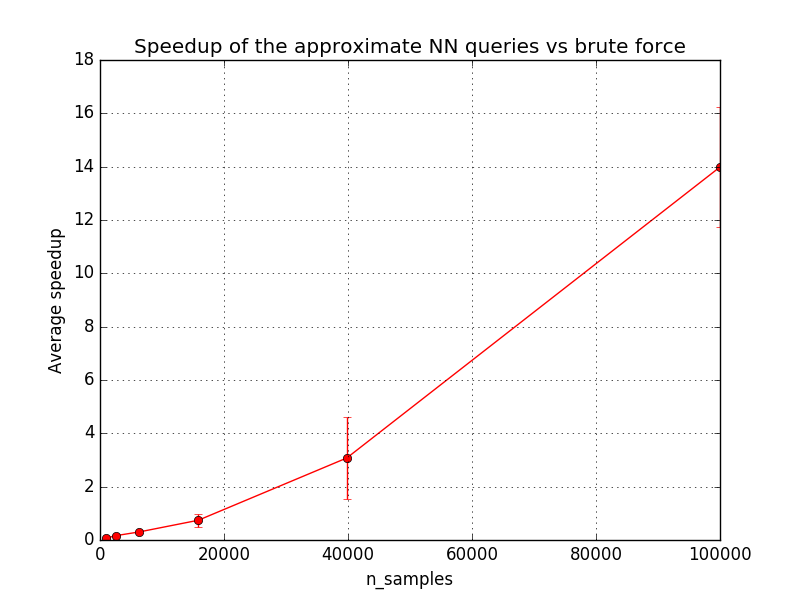 Speedup of the approximate NN queries vs brute force
18
16
14
12
10
8
6
4
2
0
Average speedup
0 20000 40000 60000 80000 100000
n_samples